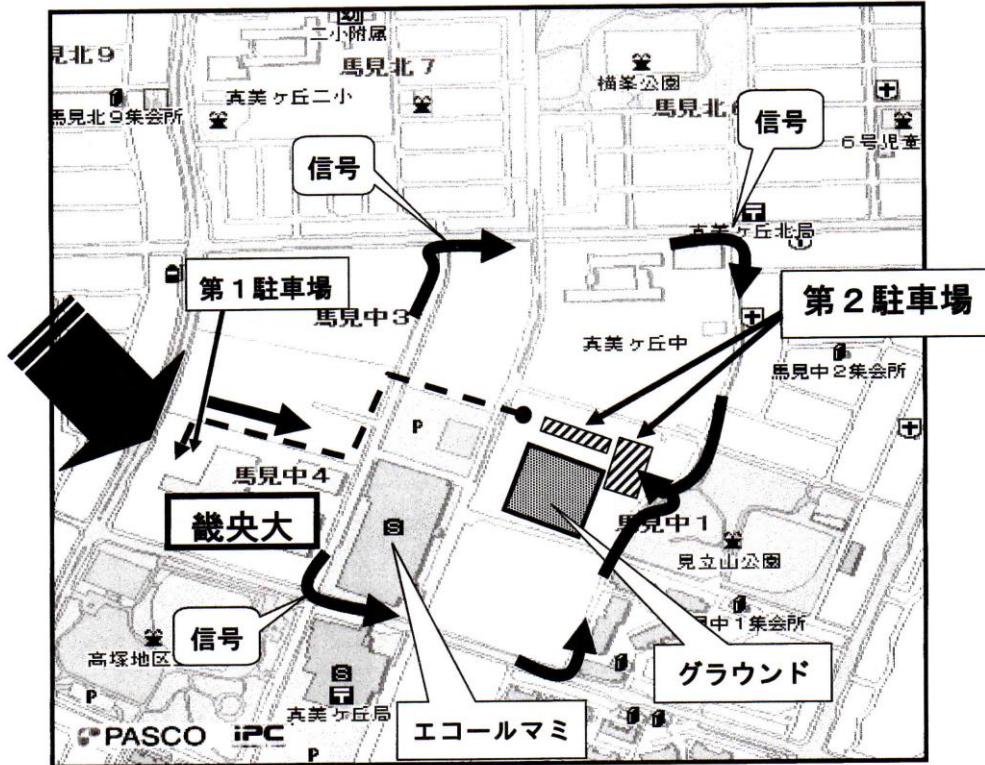 二小附属
見北9
馬見北7
横峯公園
真美ケ丘二小
馬見北6
信号
馬見北9集会所
6号児童
信号
真美ケ丘北局
第1駐車場
馬見中3
第2駐車場
真美ケ丘中
馬見中2集会所
P
馬見中4
畿央大
S
馬見中1
見立山公園
信号
見中1集会所
高塚地区
グラウンド
S
P
真美ケ丘局
エコールマミ
PASCO iPC
P